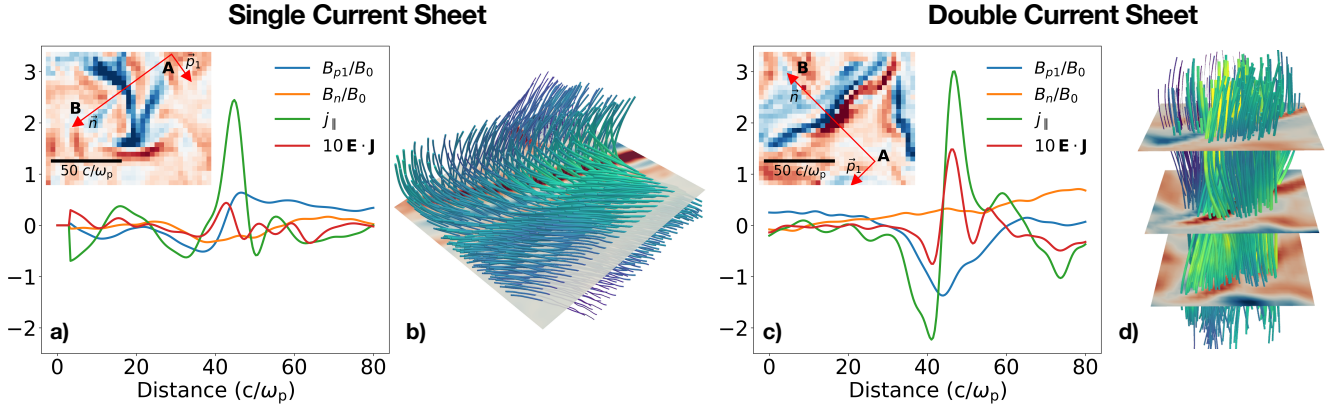 Single Current Sheet
Double Current Sheet
3
2
1
0
−1
−2
0
20
40
60
80
Distance (c/ωp)
A
B
p⃗1
n⃗
50 c/ωp
Bp1/B0
Bn/B0
j∥
10 E · J
a)
b)
3
2
1
0
−1
−2
0
20
40
60
80
Distance (c/ωp)
B
n⃗
A
p⃗1
50 c/ωp
Bp1/B0
Bn/B0
j∥
10 E · J
c)
d)